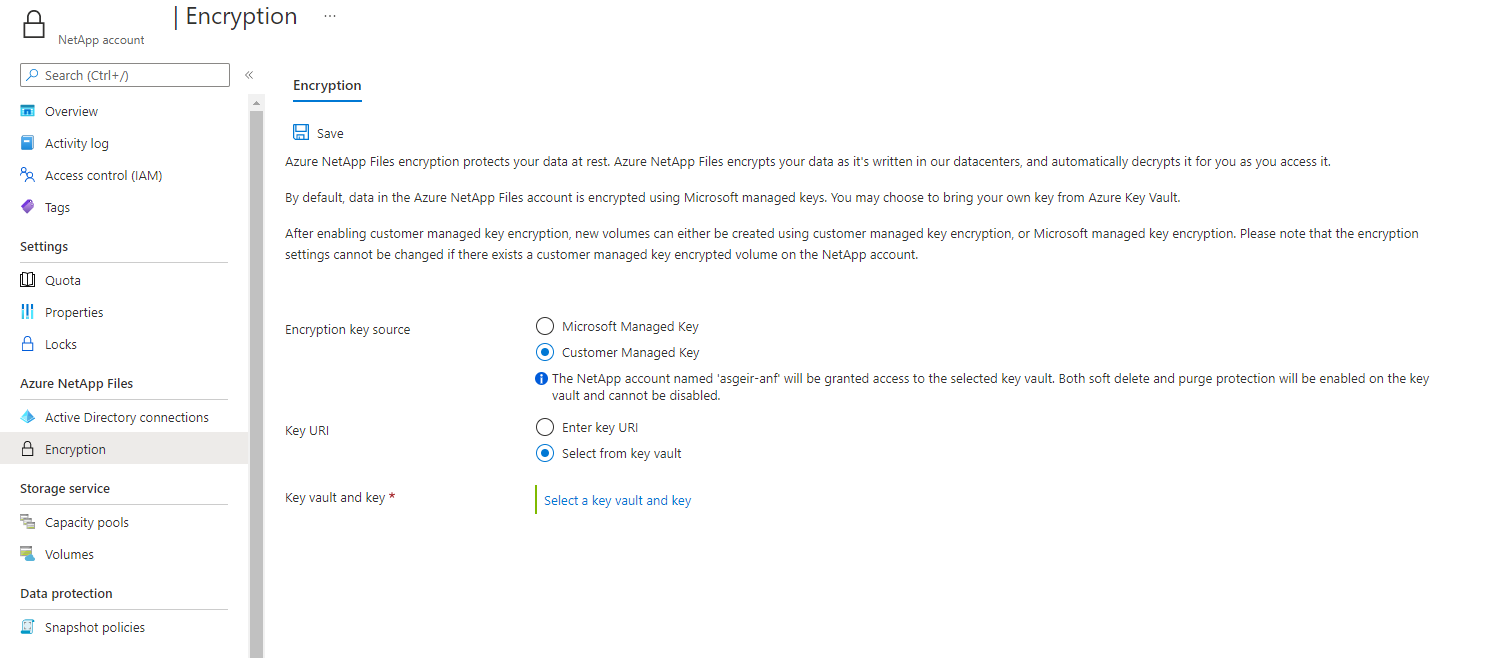 | Encryption ...
NetApp account
Search (Ctrl+/)
«
Overview
Activity log
Access control (IAM)
Tags
Settings
Quota
Properties
Locks
Azure NetApp Files
Active Directory connections
Encryption
Storage service
Capacity pools
Volumes
Data protection
Snapshot policies
Encryption
Save
Azure NetApp Files encryption protects your data at rest. Azure NetApp Files encrypts your data as it's written in our datacenters, and automatically decrypts it for you as you access it.
By default, data in the Azure NetApp Files account is encrypted using Microsoft managed keys. You may choose to bring your own key from Azure Key Vault.
After enabling customer managed key encryption, new volumes can either be created using customer managed key encryption, or Microsoft managed key encryption. Please note that the encryption
settings cannot be changed if there exists a customer managed key encrypted volume on the NetApp account.
Encryption key source
Microsoft Managed Key
Customer Managed Key
The NetApp account named 'asgeir-anf' will be granted access to the selected key vault. Both soft delete and purge protection will be enabled on the key
vault and cannot be disabled.
Key URI
Enter key URI
Select from key vault
Key vault and key *
Select a key vault and key